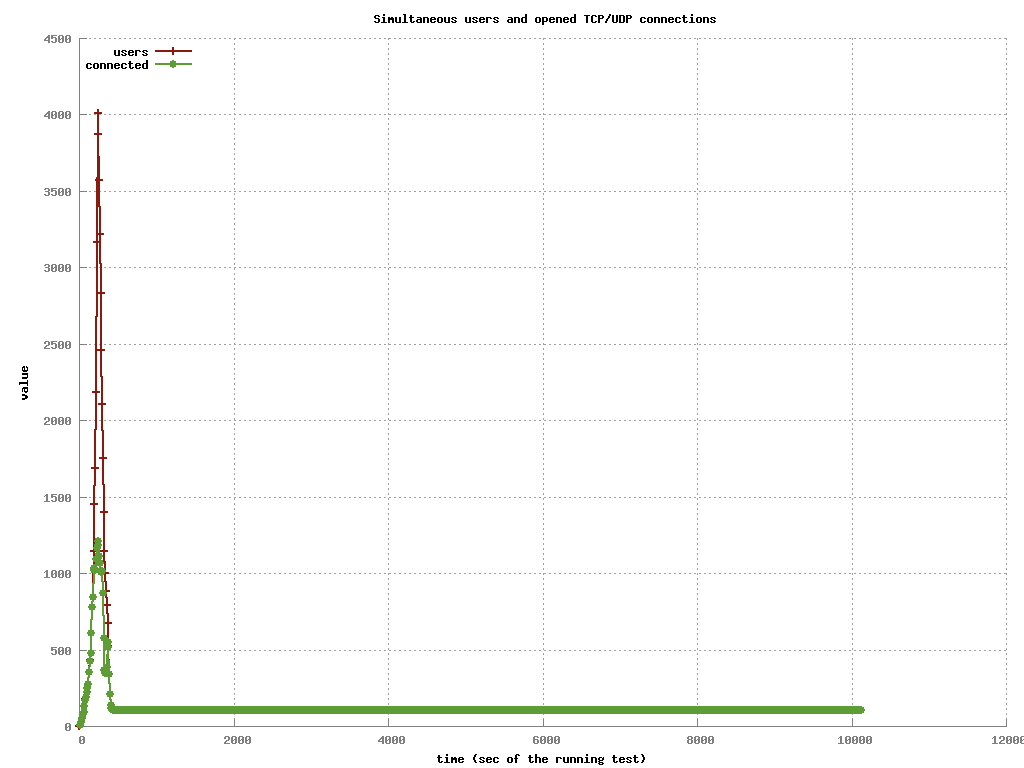 Simultaneous users and opened TCP/UDP connections
4500
users
connected
4000
3500
3000
2500
value
2000
1500
1000
500
0
0 2000 4000 6000 8000 10000 12000
time (sec of the running test)